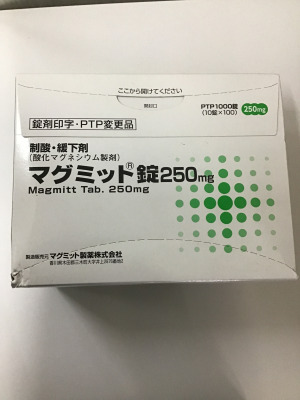 ここから開けてください
開封口
PTP1000錠
(10錠×100)
250mg
錠剤印字・PTP変更品
制酸・緩下剤
(酸化マグネシウム製剤)
マグミット®錠250mg
Magmitt Tab. 250mg
製造販売元 マグミット製薬株式会社